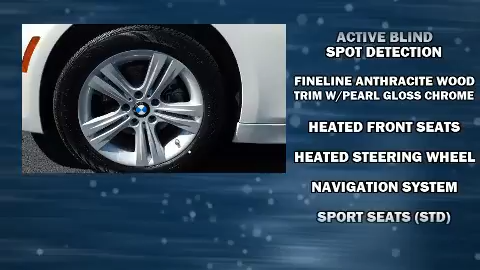 ACTIVE BLIND
SPOT DETECTION
FINELINE ANTHRACITE WOOD
TRIM W/PEARL GLOSS CHROME
HEATED FRONT SEATS
HEATED STEERING WHEEL
NAVIGATION SYSTEM
SPORT SEATS (STD)